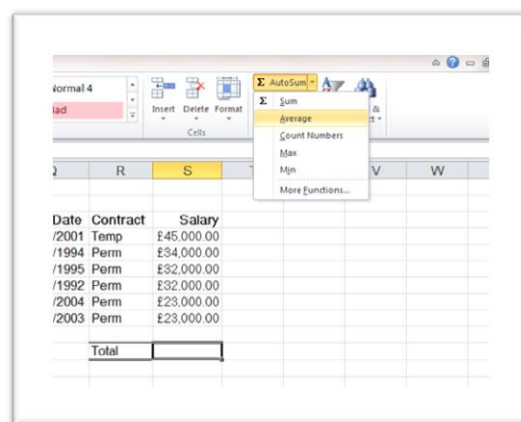 Normal 4
Bad
Insert Delete Format
Cells
Σ AutoSum
Σ Sum
Average
Count Numbers
Max
Min
More Functions...
&
R S V W
Date Contract Salary
/2001 Temp £45,000.00
/1994 Perm £34,000.00
/1995 Perm £32,000.00
/1992 Perm £32,000.00
/2004 Perm £23,000.00
/2003 Perm £23,000.00
Total